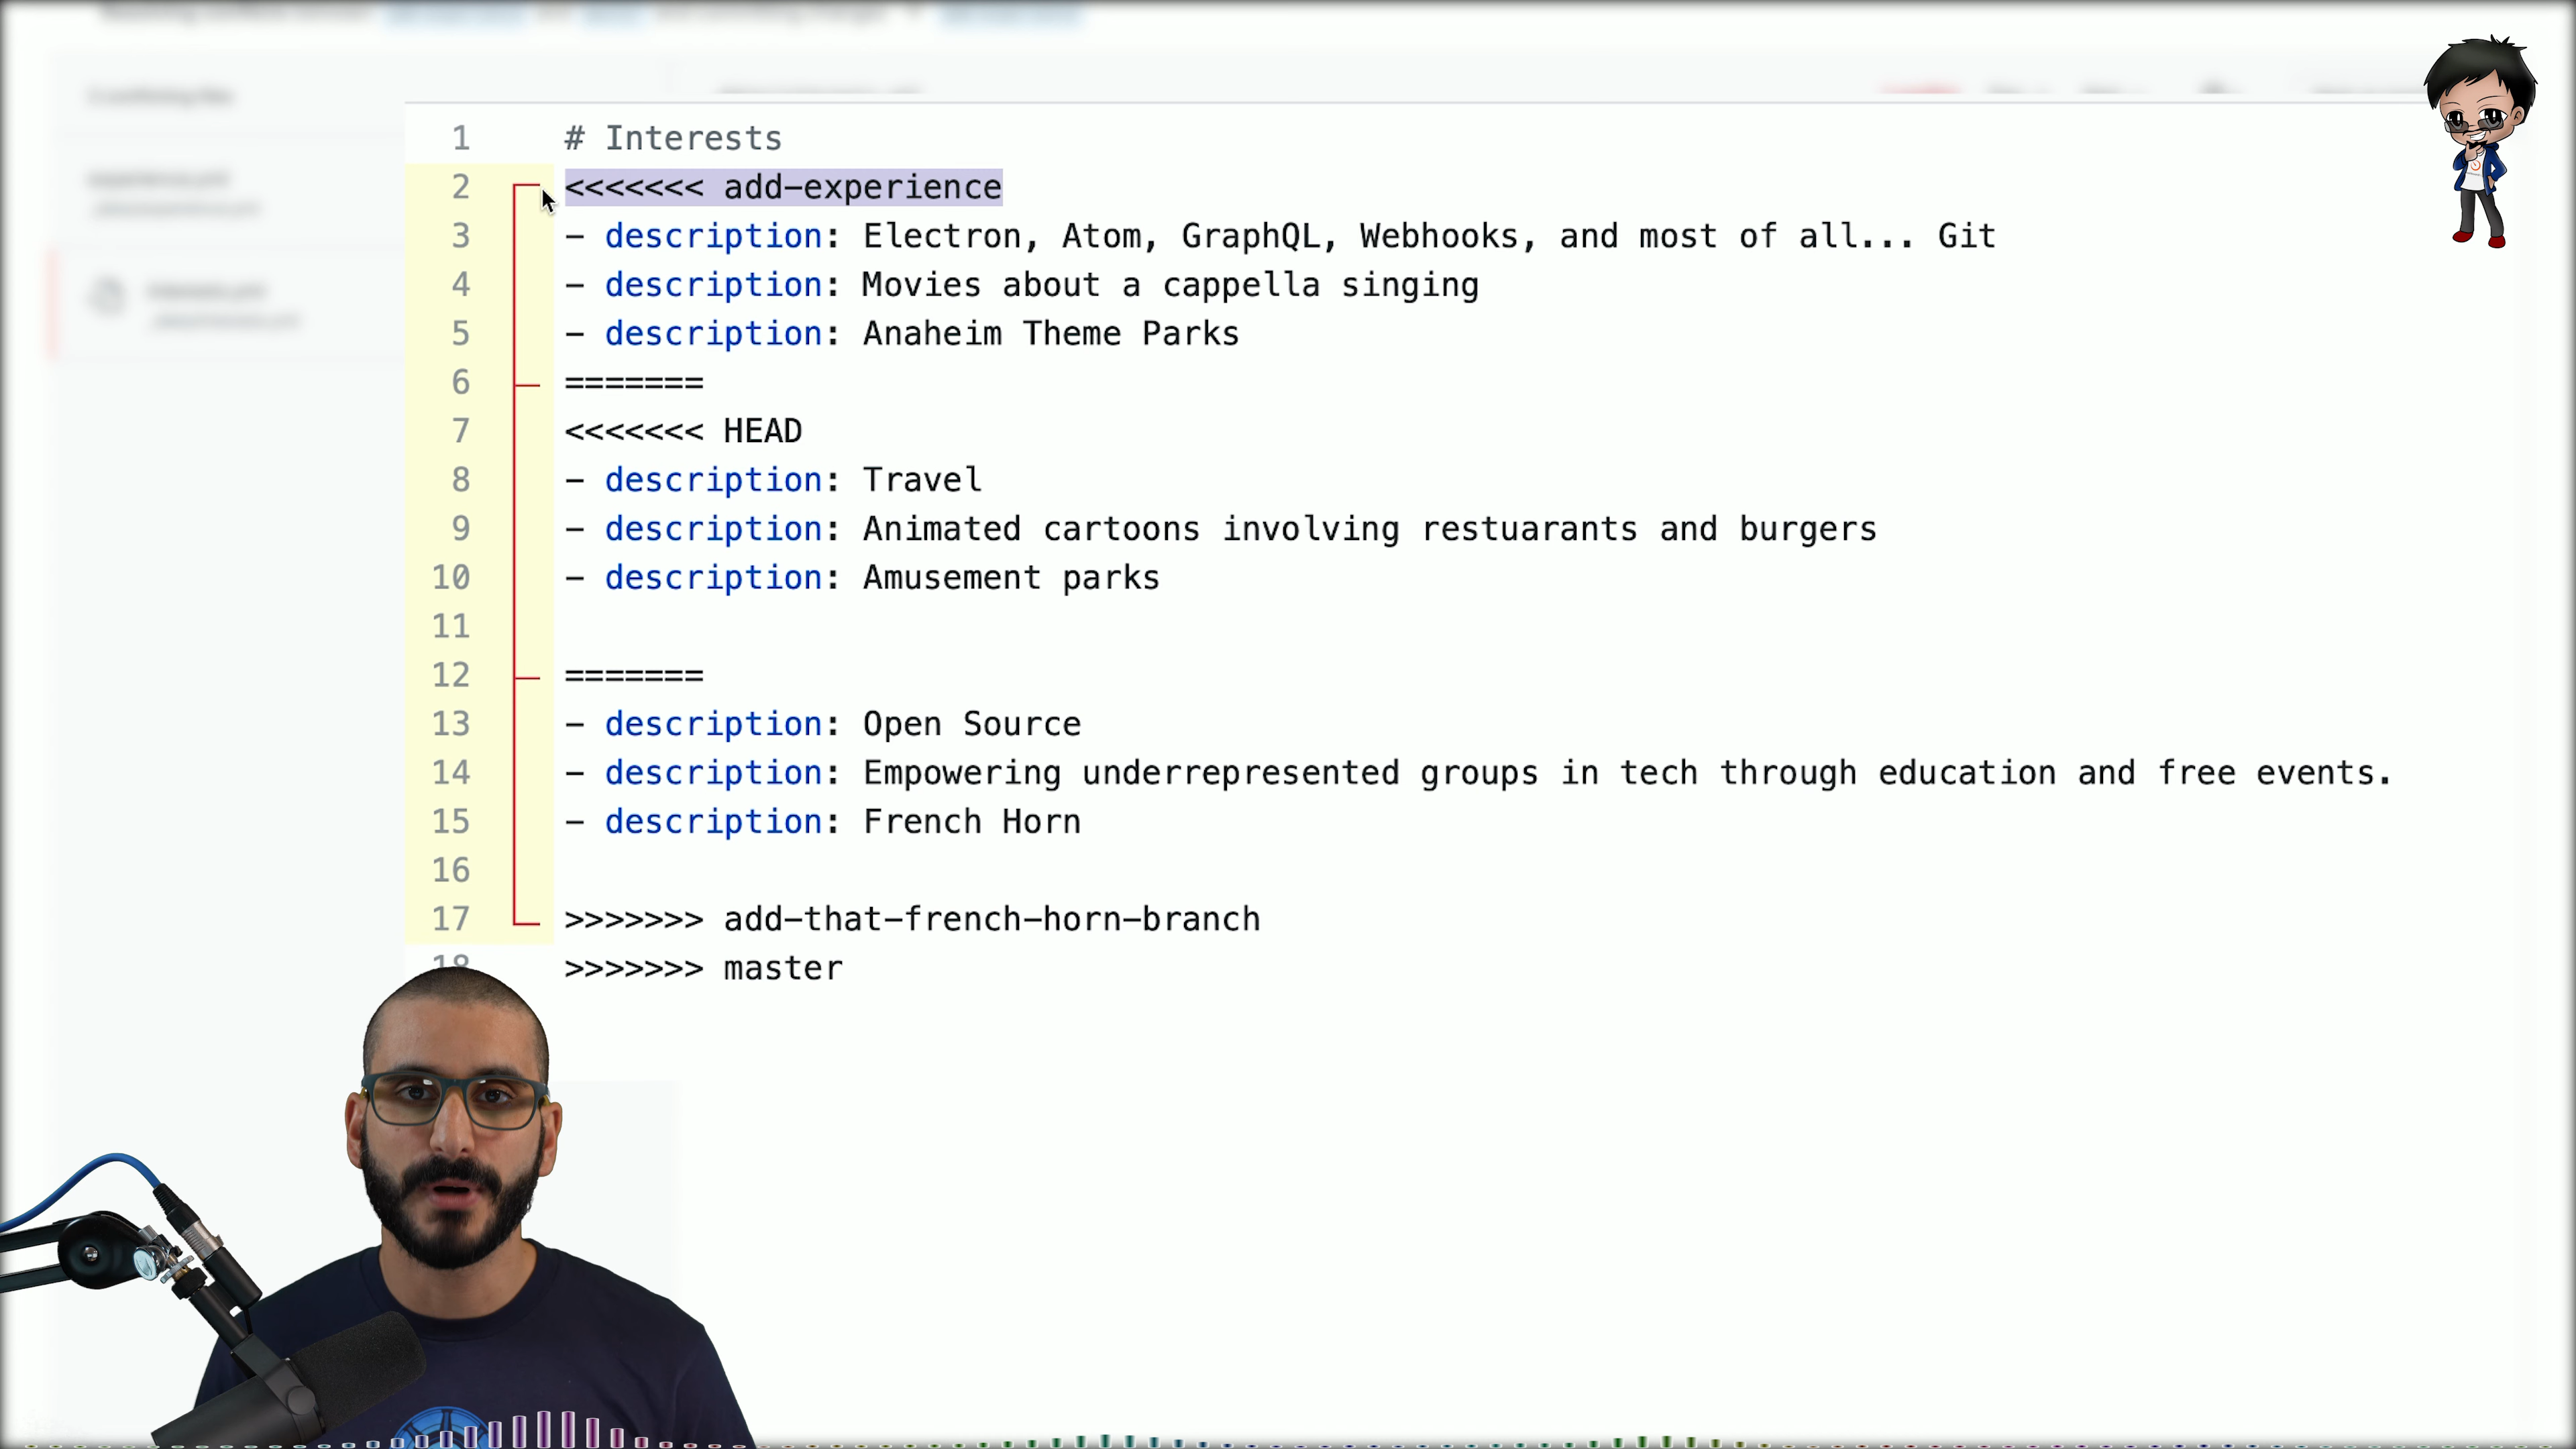 1 # Interests
2 <<<<<<< add-experience
3 - description: Electron, Atom, GraphQL, Webhooks, and most of all... Git
4 - description: Movies about a cappella singing
5 - description: Anaheim Theme Parks
6 =======
7 <<<<<<< HEAD
8 - description: Travel
9 - description: Animated cartoons involving restuarants and burgers
10 - description: Amusement parks
11
12 =======
13 - description: Open Source
14 - description: Empowering underrepresented groups in tech through education and free events.
15 - description: French Horn
16
17 >>>>>>> add-that-french-horn-branch
18 >>>>>>> master